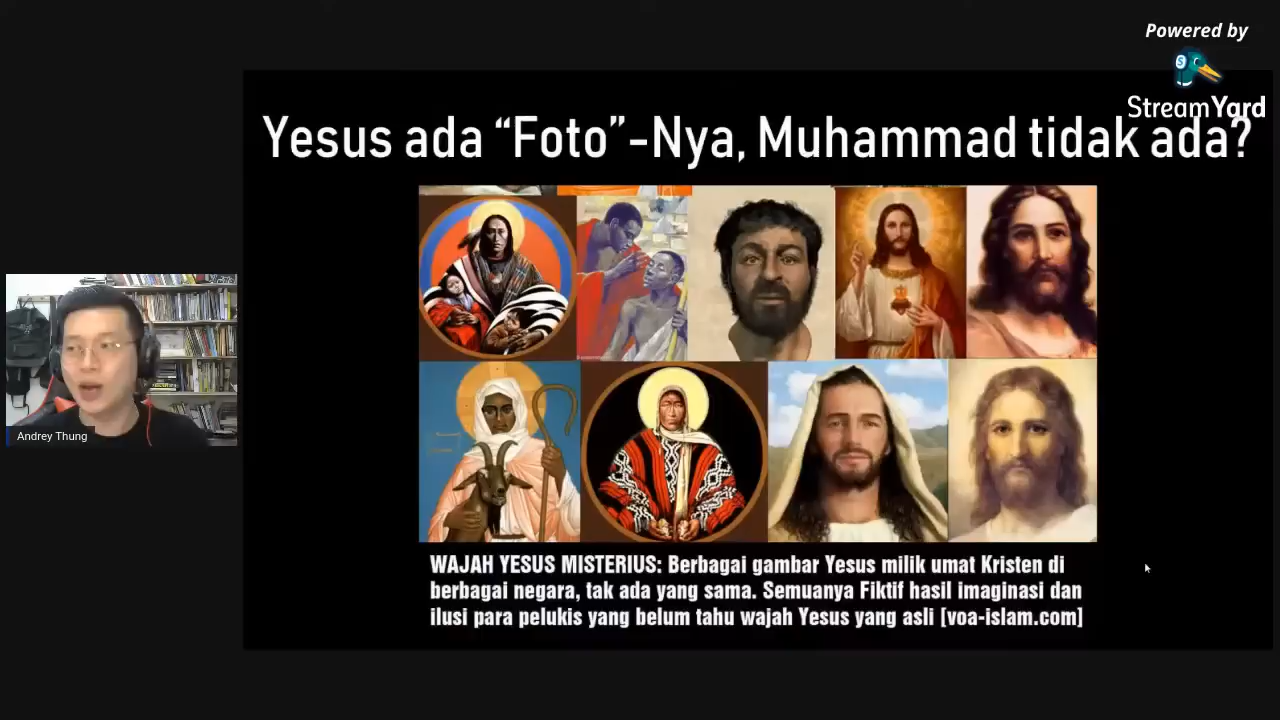 Powered by
StreamYard
Yesus ada “Foto”-Nya, Muhammad tidak ada?
Andrey Thung
WAJAH YESUS MISTERIUS: Berbagai gambar Yesus milik umat Kristen di
berbagai negara, tak ada yang sama. Semuanya Fiktif hasil imaginasi dan
ilusi para pelukis yang belum tahu wajah Yesus yang asli [voa-islam.com]